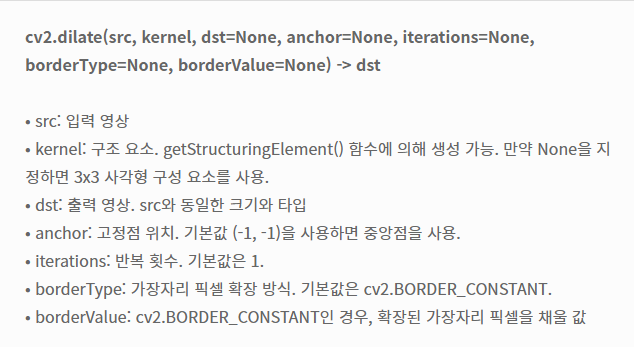 cv2.dilate(src, kernel, dst=None, anchor=None, iterations=None,
borderType=None, borderValue=None) -> dst
• src: 입력 영상
• kernel: 구조 요소. getStructuringElement() 함수에 의해 생성 가능. 만약 None을 지
정하면 3x3 사각형 구성 요소를 사용.
• dst: 출력 영상. src와 동일한 크기와 타입
• anchor: 고정점 위치. 기본값 (-1, -1)을 사용하면 중앙점을 사용.
• iterations: 반복 횟수. 기본값은 1.
• borderType: 가장자리 픽셀 확장 방식. 기본값은 cv2.BORDER_CONSTANT.
• borderValue: cv2.BORDER_CONSTANT인 경우, 확장된 가장자리 픽셀을 채울 값